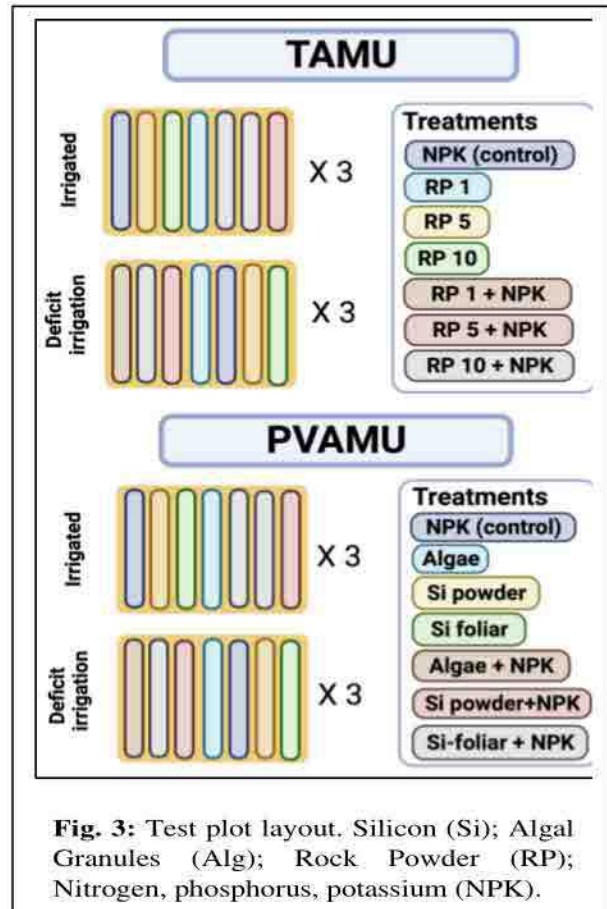 TAMU
Irrigated
X 3
Deficit
irrigation
X 3
Treatments
NPK (control)
RP 1
RP 5
RP 10
RP 1 + NPK
RP 5 + NPK
RP 10 + NPK
PVAMU
Irrigated
X 3
Deficit
irrigation
X 3
Treatments
NPK (control)
Algae
Si powder
Si foliar
Algae + NPK
Si powder+NPK
Si-foliar + NPK
Fig. 3: Test plot layout. Silicon (Si); Algal
Granules (Alg); Rock Powder (RP);
Nitrogen, phosphorus, potassium (NPK).